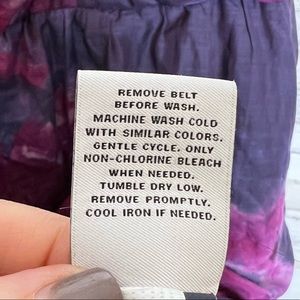 REMOVE BELT
BEFORE WASH.
MACHINE WASH COLD
WITH SIMILAR COLORS.
GENTLE CYCLE. ONLY
NON-CHLORINE BLEACH
WHEN NEEDED.
TUMBLE DRY LOW.
REMOVE PROMPTLY.
COOL IRON IF NEEDED.